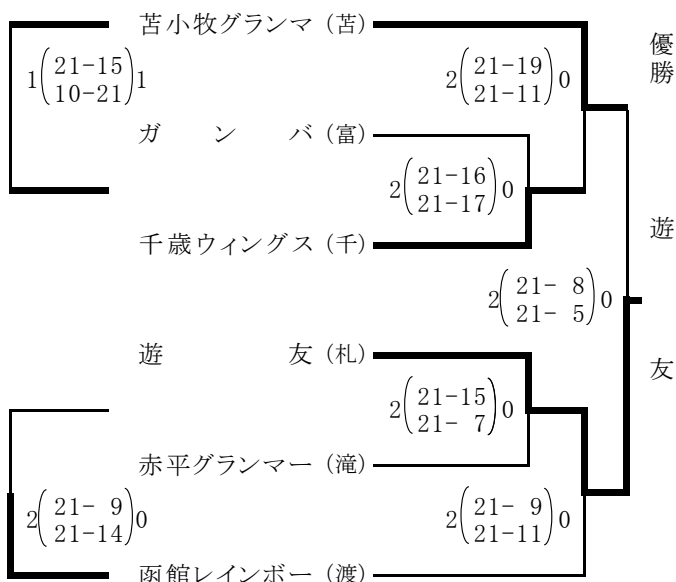 苫小牧グランマ（苫）
優勝
1(21-15 10-21)1
2(21-19 21-11)0
ガンバ（富）
2(21-16 21-17)0
千歳ウィングス（千）
遊友
2(21- 8 21- 5)0
遊友（札）
2(21-15 21- 7)0
赤平グランマー（滝）
2(21- 9 21-14)0
2(21- 9 21-11)0
函館レインボー（渡）